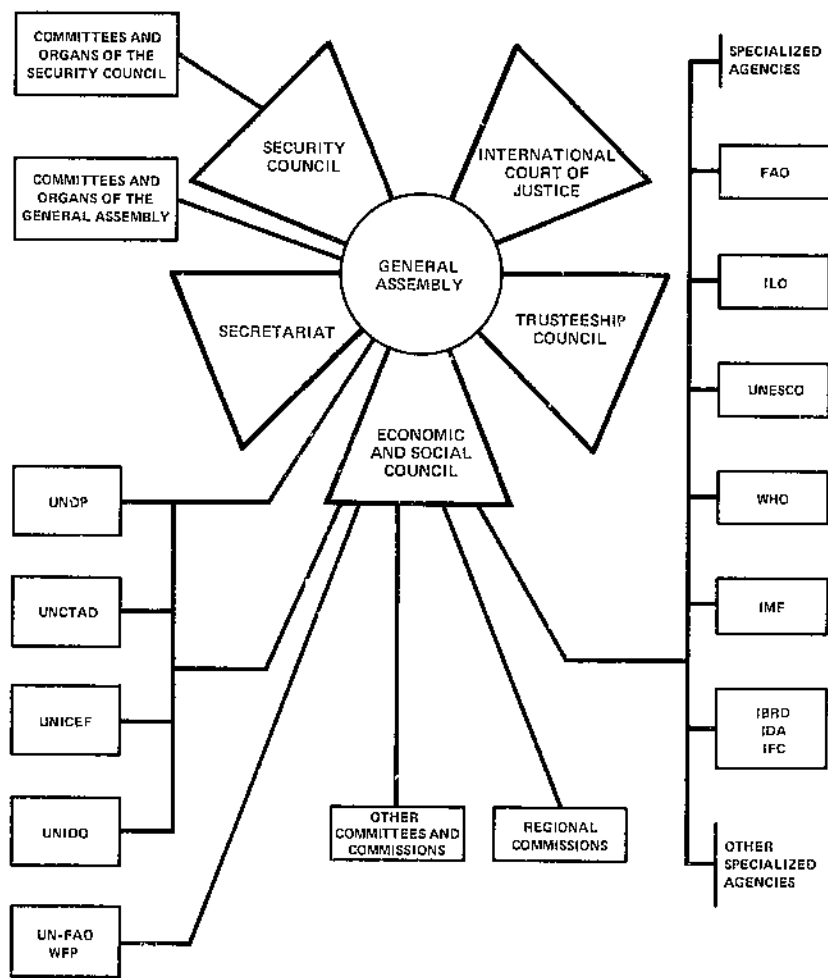 COMMITTEES AND
ORGANS OF THE
SECURITY COUNCIL
COMMITTEES AND
ORGANS OF THE
GENERAL ASSEMBLY
SECURITY
COUNCIL
INTERNATIONAL
COURT OF
JUSTICE
GENERAL
ASSEMBLY
SECRETARIAT
TRUSTEESHIP
COUNCIL
ECONOMIC
AND SOCIAL
COUNCIL
UNDP
UNCTAD
UNICEF
UNIDO
UN-FAO
WFP
OTHER
COMMITTEES AND
COMMISSIONS
REGIONAL
COMMISSIONS
SPECIALIZED
AGENCIES
FAO
ILO
UNESCO
WHO
IMF
IBRD
IDA
IFC
OTHER
SPECIALIZED
AGENCIES